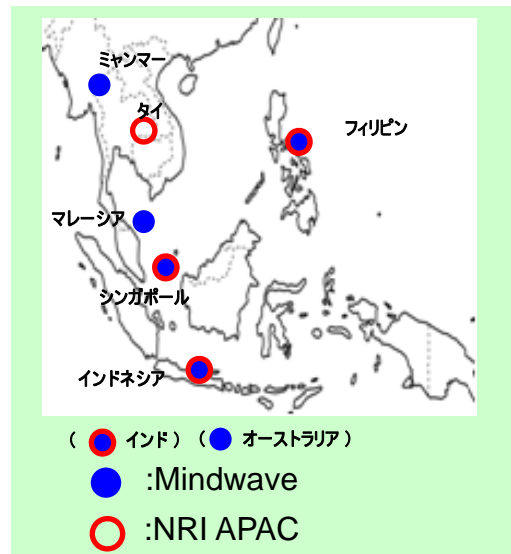 ミャンマー
タイ
フィリピン
マレーシア
シンガポール
インドネシア
( インド ) ( オーストラリア )
:Mindwave
:NRI APAC